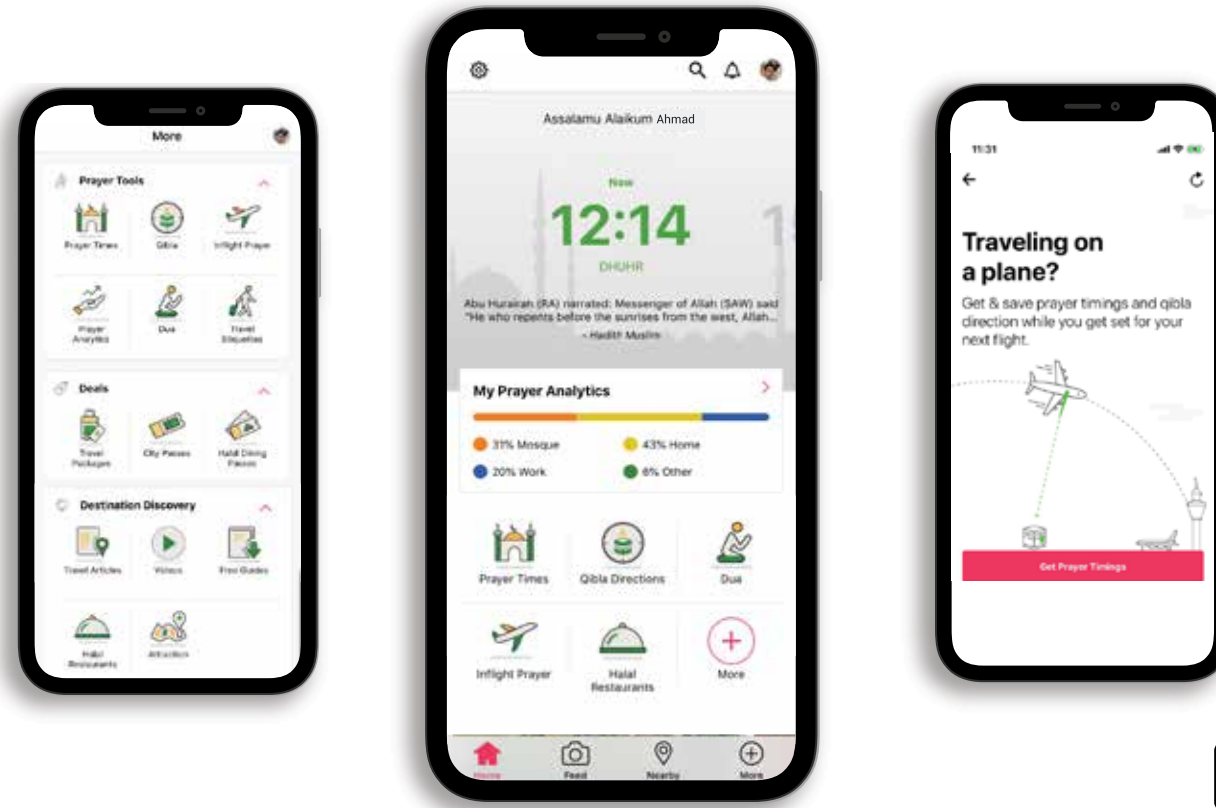 More
Prayer Tools
Prayer Times
Qibla
Inflight Prayer
Prayer
Analytics
Dua
Travel
Etiquettes
Deals
Travel
Packages
City Passes
Halal Dining
Passes
Destination Discovery
Travel Articles
Videos
Free Guides
Halal
Restaurants
Attraction
Assalamu Alaikum Ahmad
Now
12:14
DHUHR
Abu Hurairah (RA) narrated: Messenger of Allah (SAW) said
"He who repents before the sunrises from the west, Allah...
- Hadith Muslim
My Prayer Analytics
31% Mosque
43% Home
20% Work
6% Other
Prayer Times
Qibla Directions
Dua
Inflight Prayer
Halal
Restaurants
More
Home
Feed
Nearby
More
11:31
Traveling on
a plane?
Get & save prayer timings and qibla
direction while you get set for your
next flight.
Get Prayer Timings